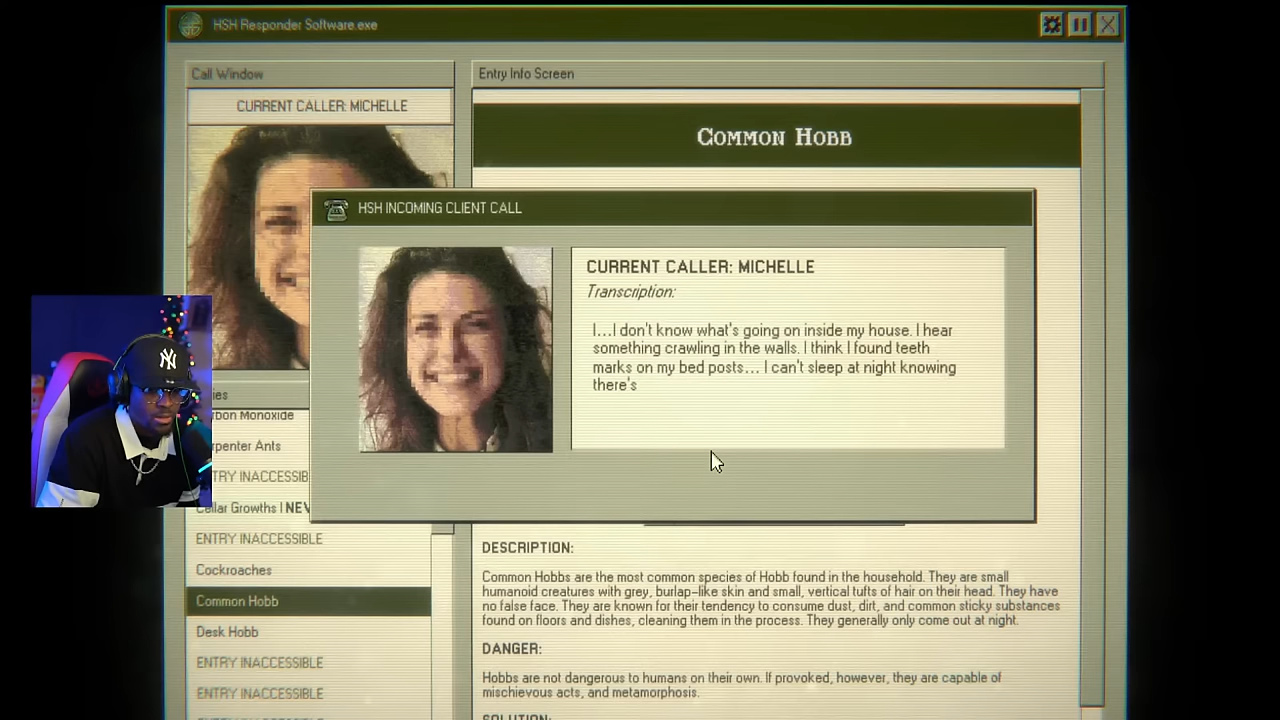 HSH Responder Software.exe
Call Window
CURRENT CALLER: MICHELLE
Entry Info Screen
Common Hobb
HSH INCOMING CLIENT CALL
CURRENT CALLER: MICHELLE
Transcription:
I...I don't know what's going on inside my house. I hear
something crawling in the walls. I think I found teeth
marks on my bed posts... I can't sleep at night knowing
there's
ies
rbon Monoxide
rpenter Ants
TRY INACCESSIB
Cellar Growths | NEV
ENTRY INACCESSIBLE
Cockroaches
Common Hobb
Desk Hobb
ENTRY INACCESSIBLE
ENTRY INACCESSIBLE
DESCRIPTION:
Common Hobbs are the most common species of Hobb found in the household. They are small
humanoid creatures with grey, burlap-like skin and small, vertical tufts of hair on their head. They have
no false face. They are known for their tendency to consume dust, dirt, and common sticky substances
found on floors and dishes, cleaning them in the process. They generally only come out at night.
DANGER:
Hobbs are not dangerous to humans on their own. If provoked, however, they are capable of
mischievous acts, and metamorphosis.
SOLUTION: